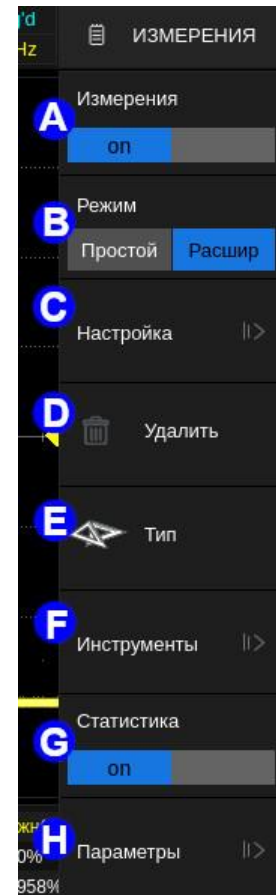 g'd
Hz
ИЗМЕРЕНИЯ
A
Измерения
on
B
Режим
Простой Расшир
C
Настройка
D
Удалить
E
Тип
F
Инструменты
G
Статистика
on
H
Параметры
0%
958%